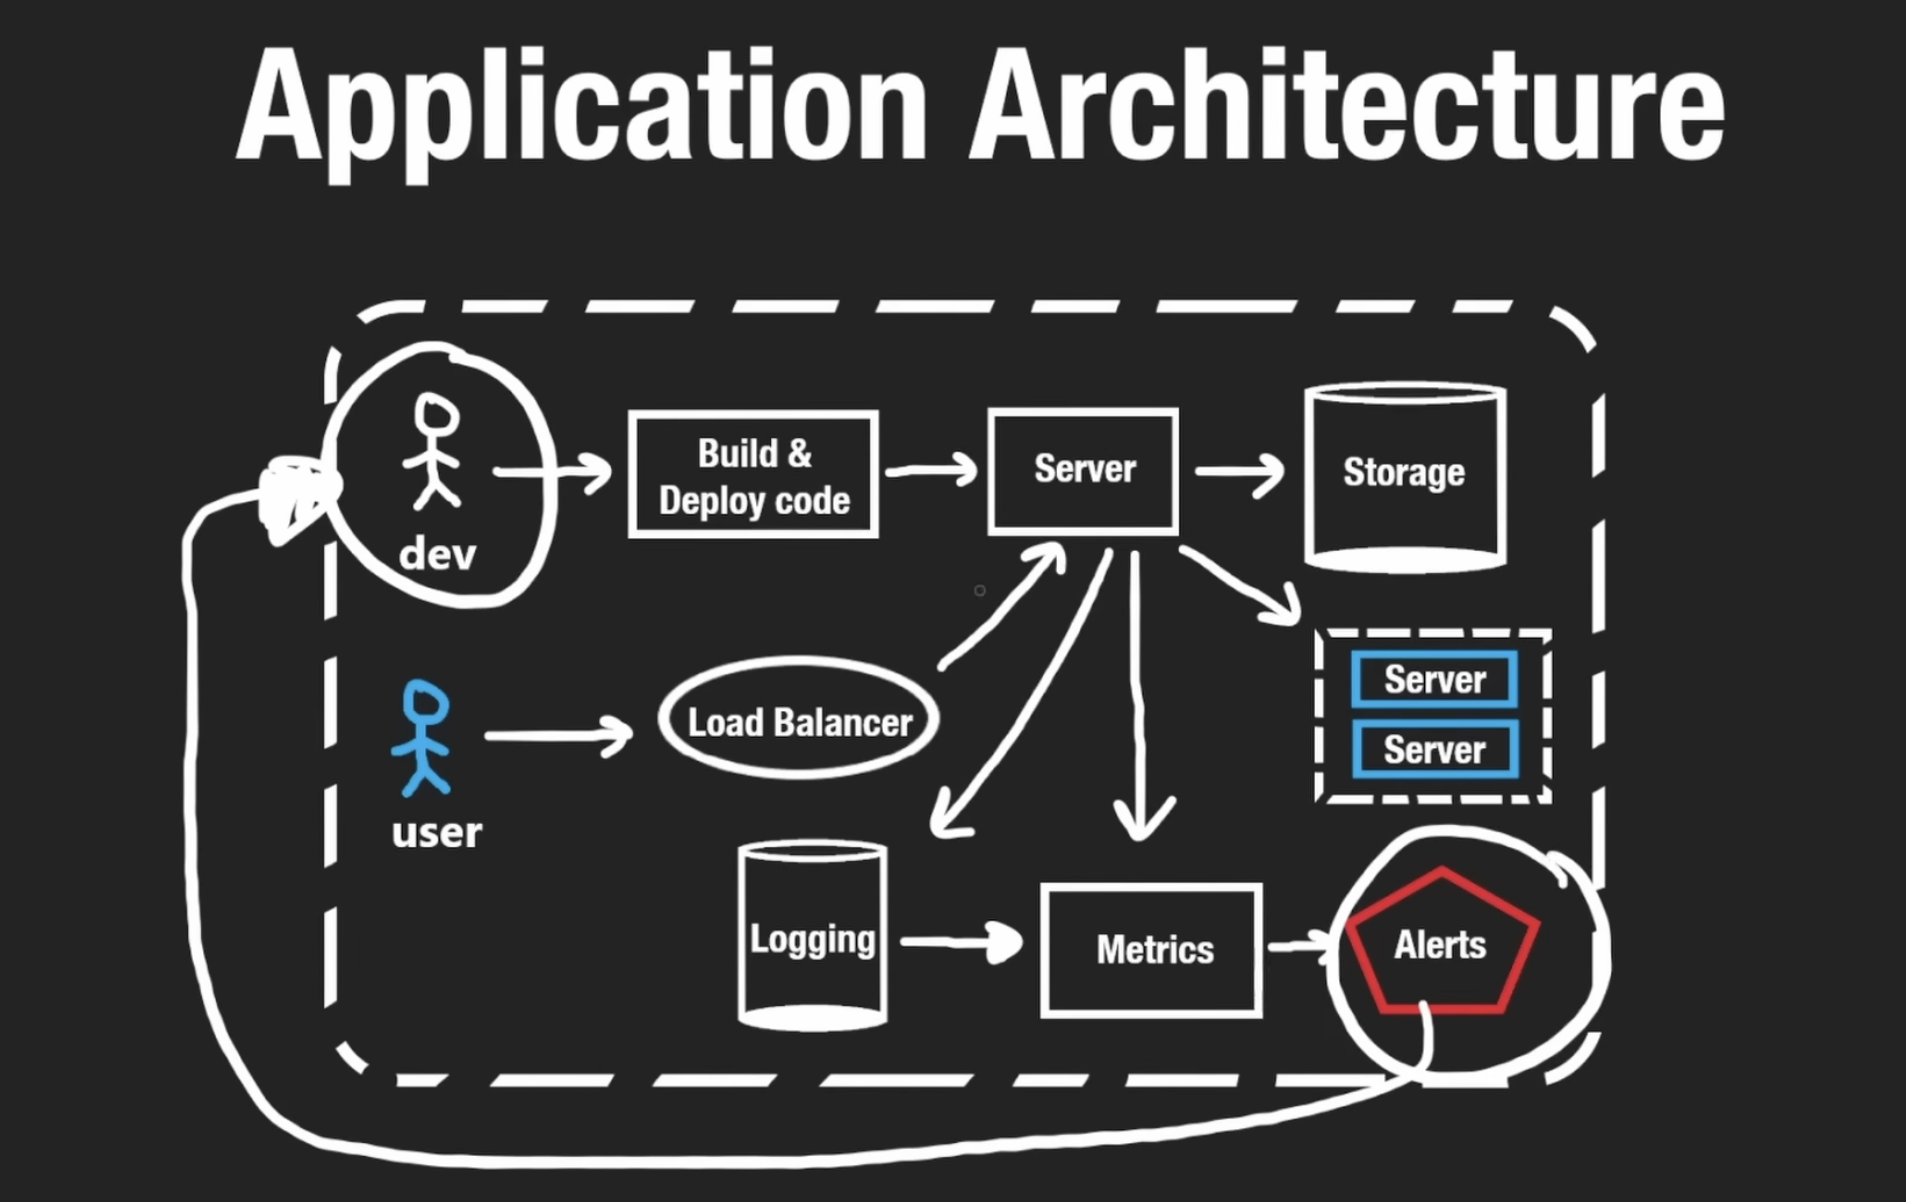 Application Architecture
Build &
Deploy code
Server
Storage
dev
Server
Server
Load Balancer
user
Logging
Metrics
Alerts